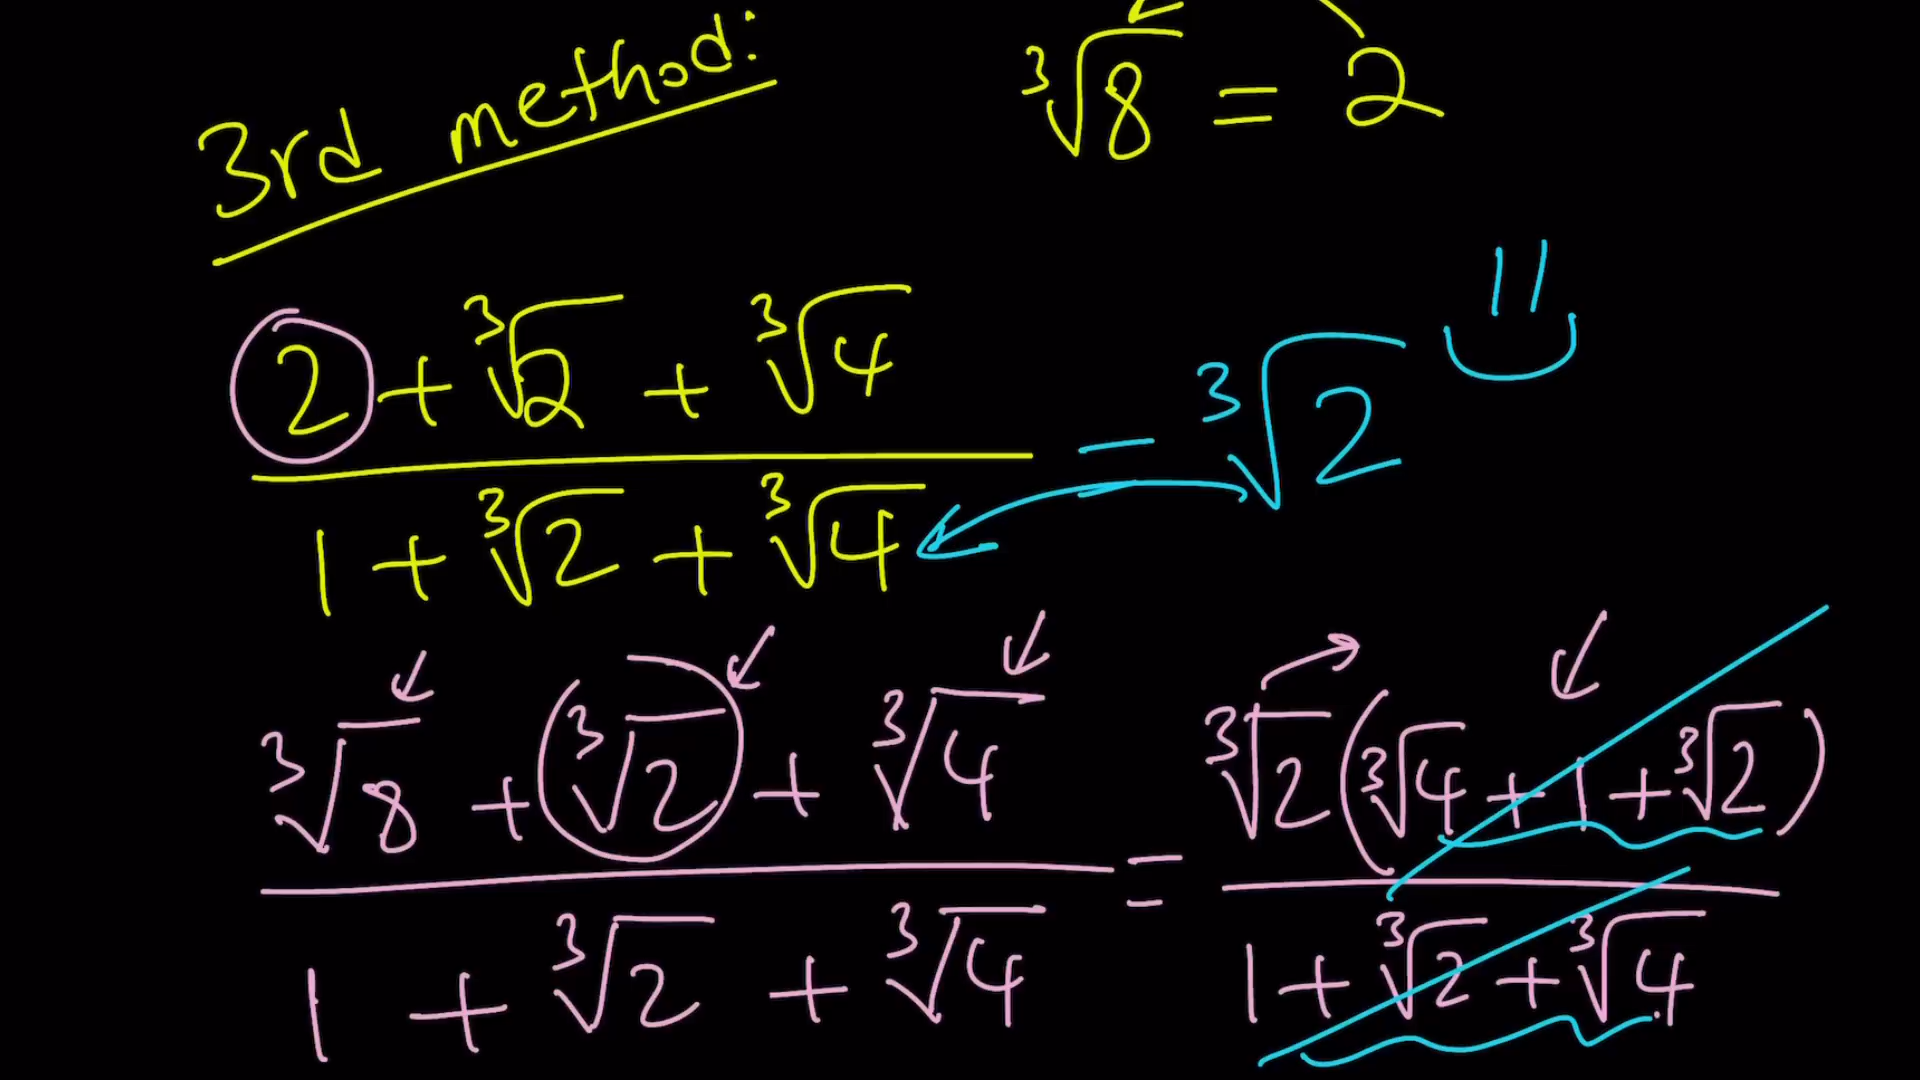 3rd method:
∛8 = 2
(2 + ∛2 + ∛4) / (1 + ∛2 + ∛4) = ∛2
(∛8 + ∛2 + ∛4) / (1 + ∛2 + ∛4) = ∛2(∛4 + 1 + ∛2) / (1 + ∛2 + ∛4)